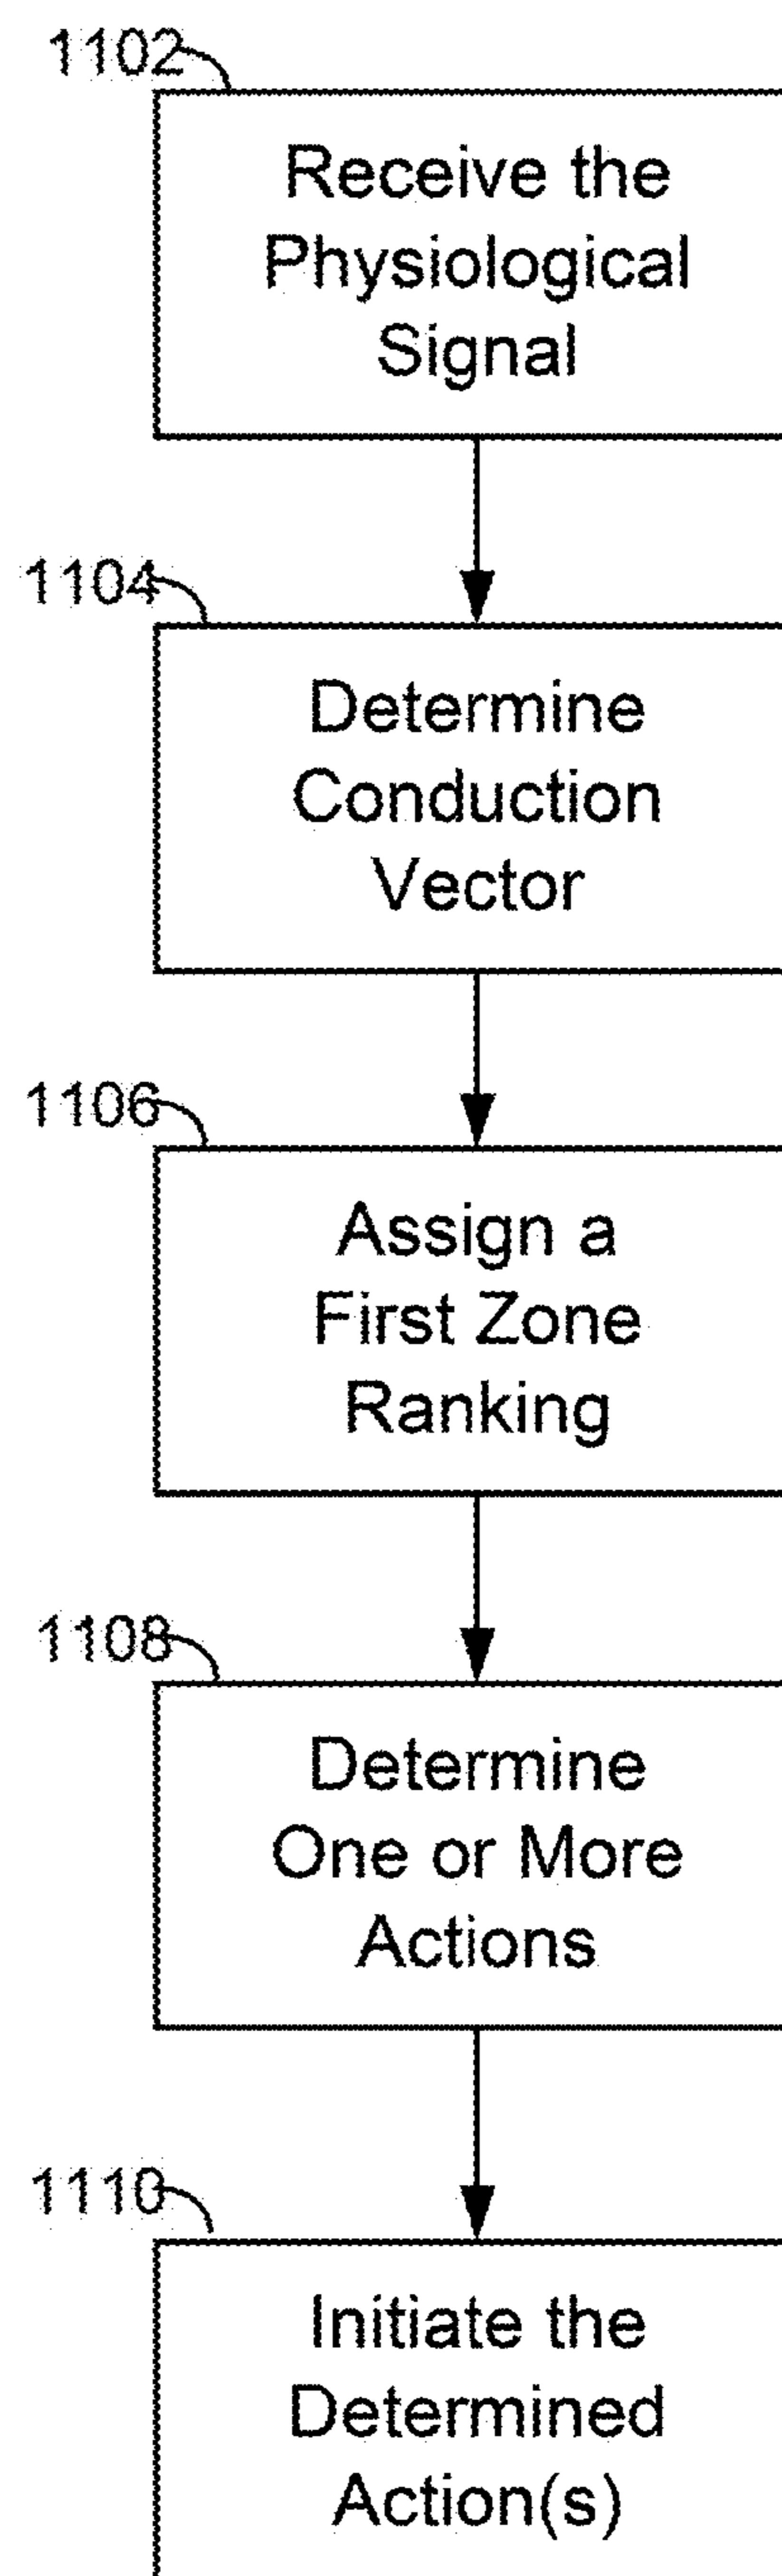 1102
Receive the
Physiological
Signal
1104
Determine
Conduction
Vector
1106
Assign a
First Zone
Ranking
1108
Determine
One or More
Actions
1110
Initiate the
Determined
Action(s)